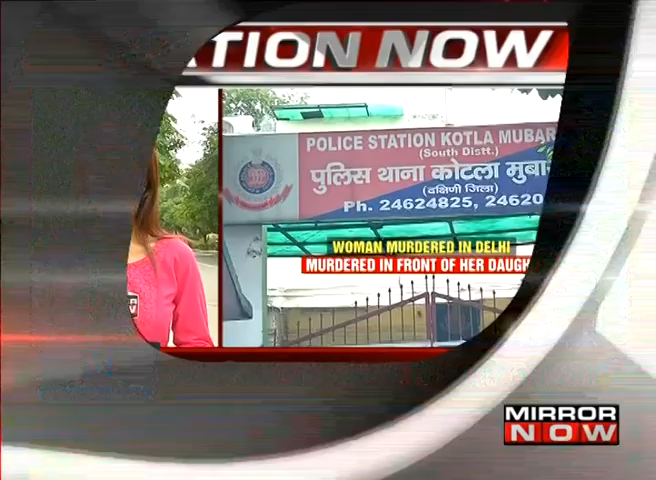 TION NOW
POLICE STATION KOTLA MUBAR
(South Distt.)
पुलिस थाना कोटला मुबा
(दक्षिणी जिला)
Ph. 24624825, 24620
WOMAN MURDERED IN DELHI
MURDERED IN FRONT OF HER DAUGH
MIRROR
NOW